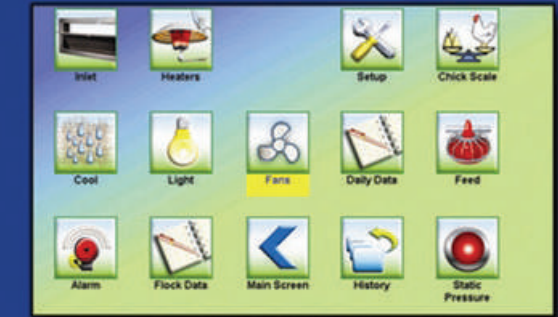 Inlet
Heaters
Setup
Chick Scale
Cool
Light
Fans
Daily Data
Feed
Alarm
Flock Data
Main Screen
History
Static
Pressure